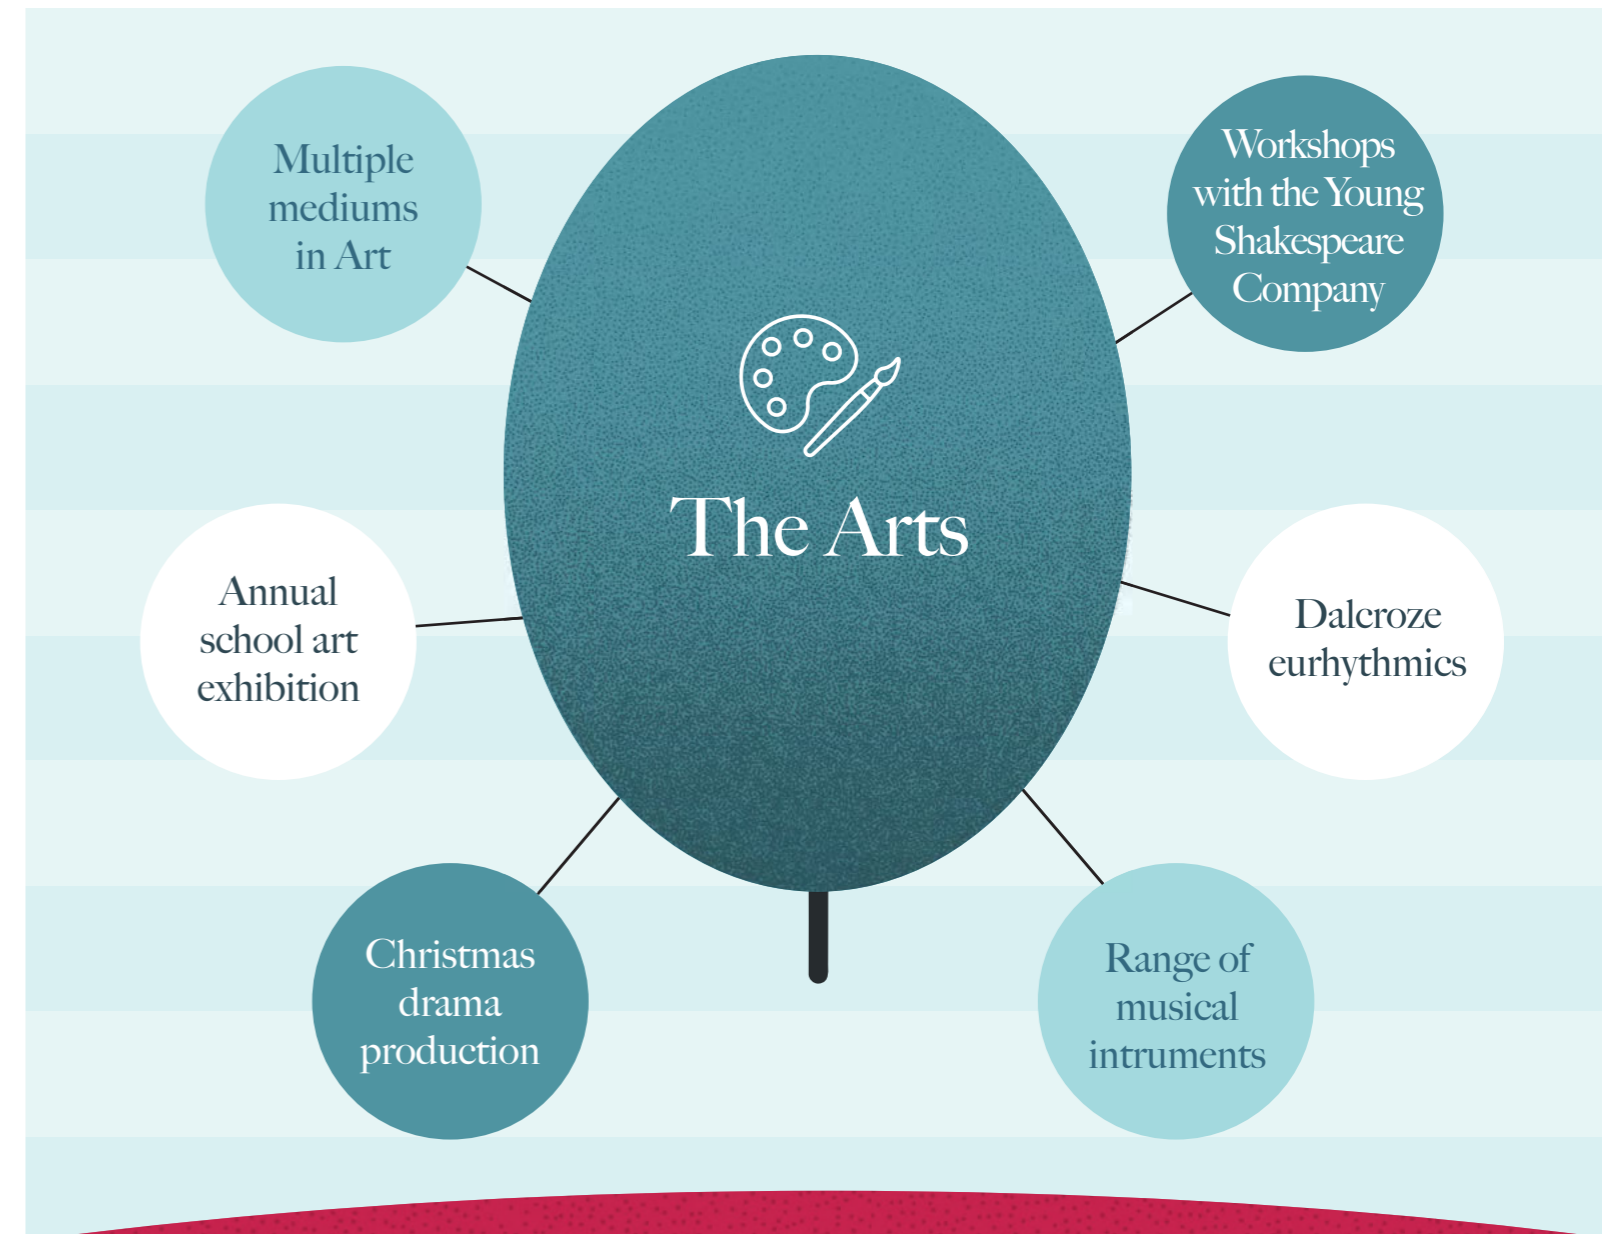 Multiple
mediums
in Art
Workshops
with the Young
Shakespeare
Company
The Arts
Annual
school art
exhibition
Dalcroze
eurhythmics
Christmas
drama
production
Range of
musical
intruments